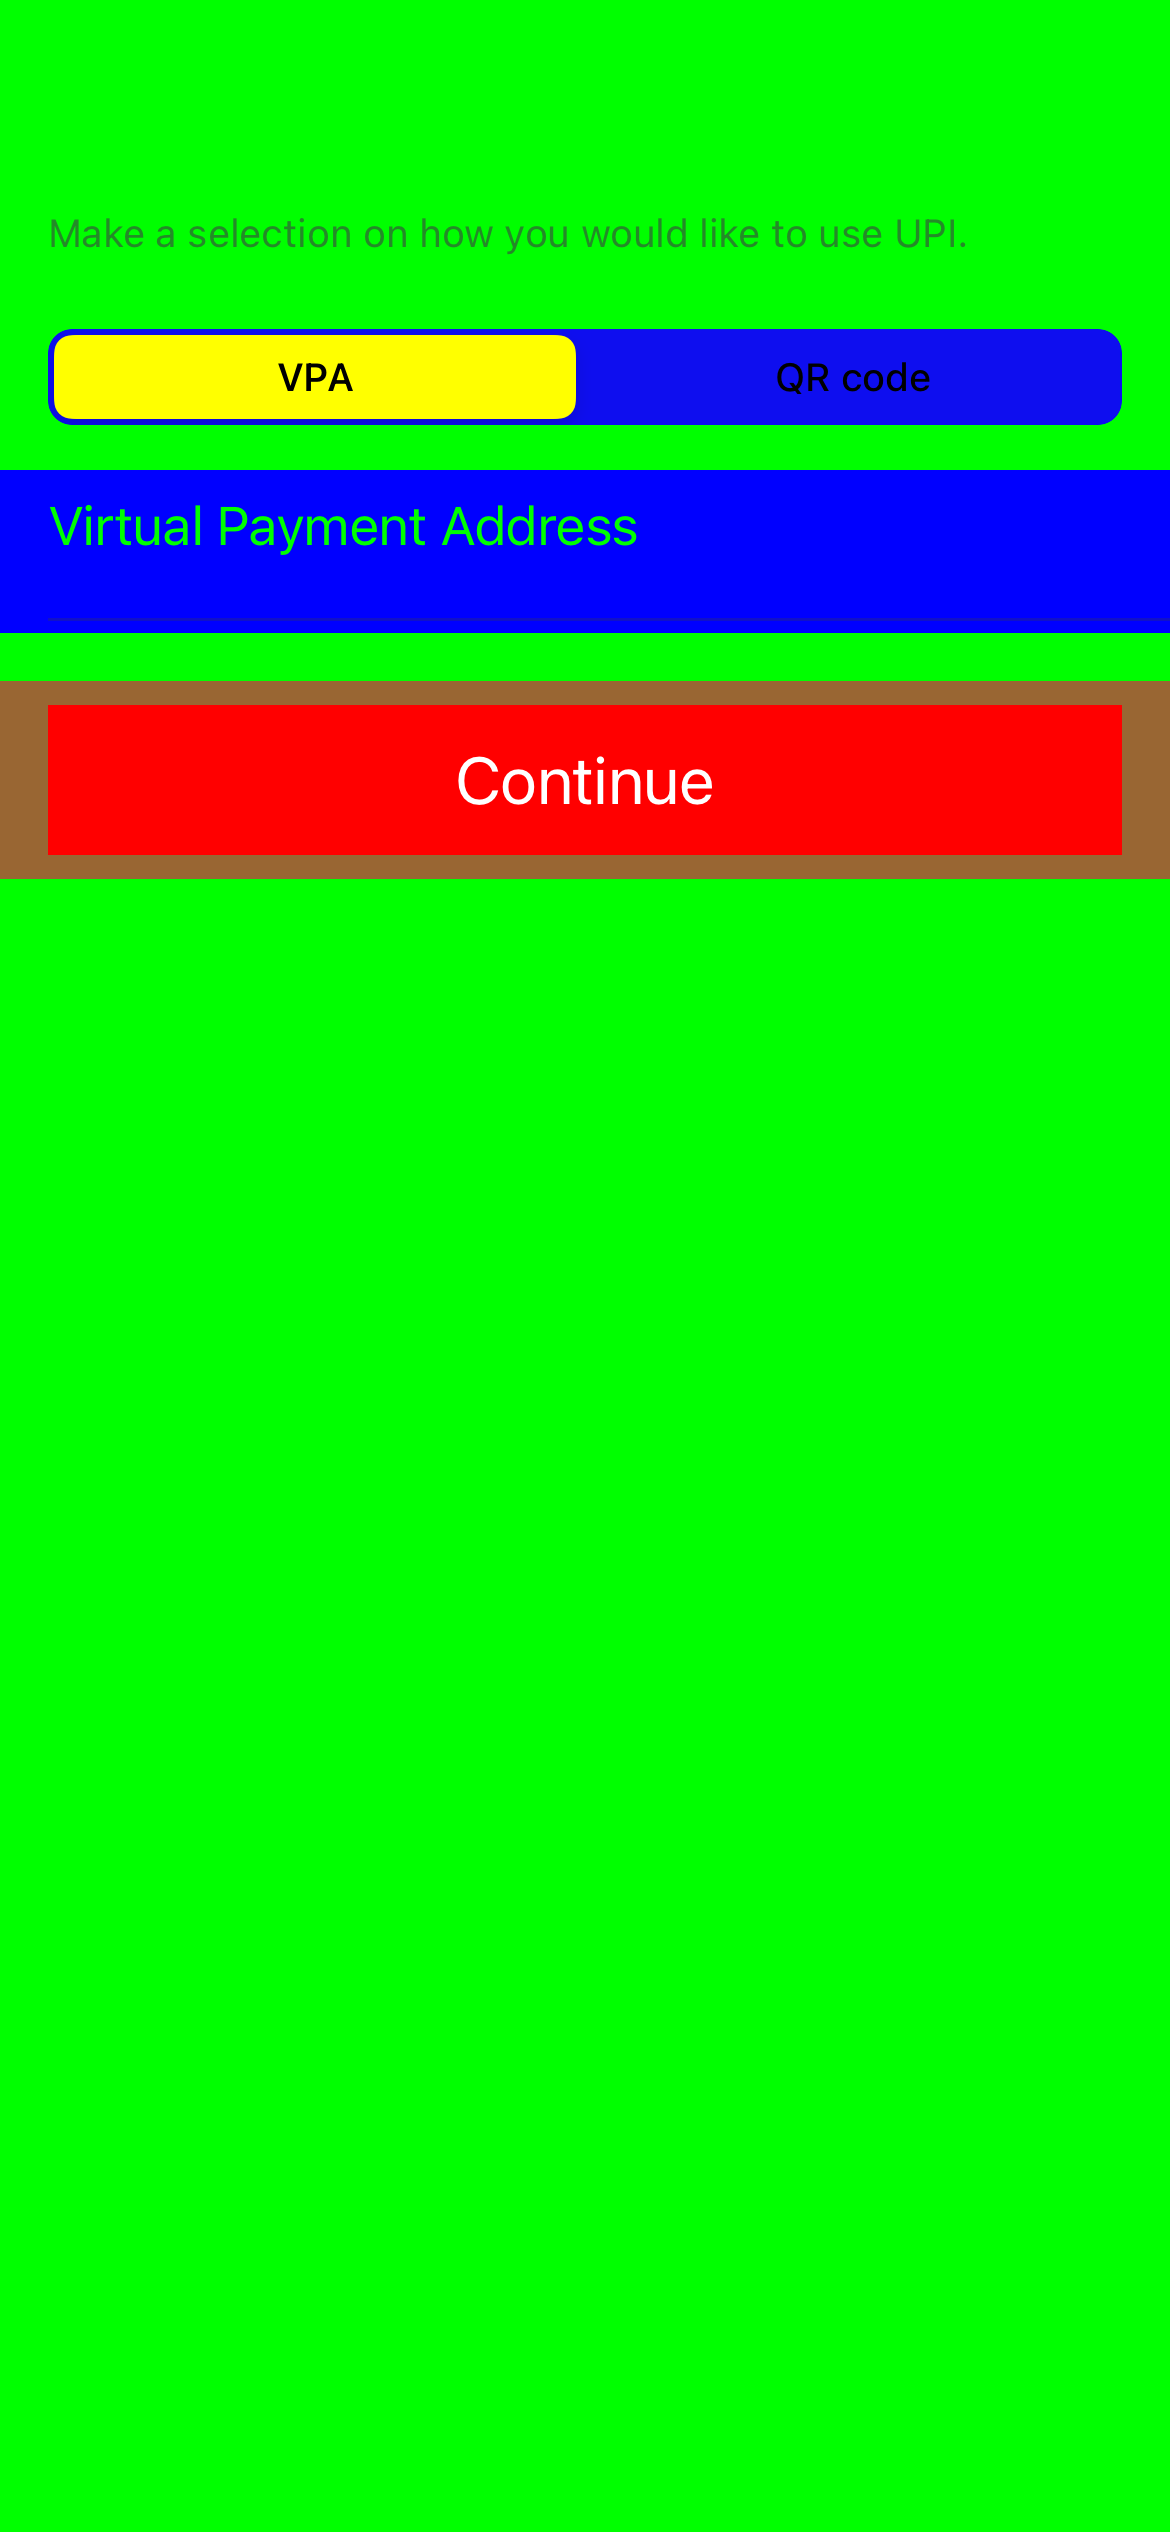 Make a selection on how you would like to use UPI.
VPA
QR code
Virtual Payment Address
Continue